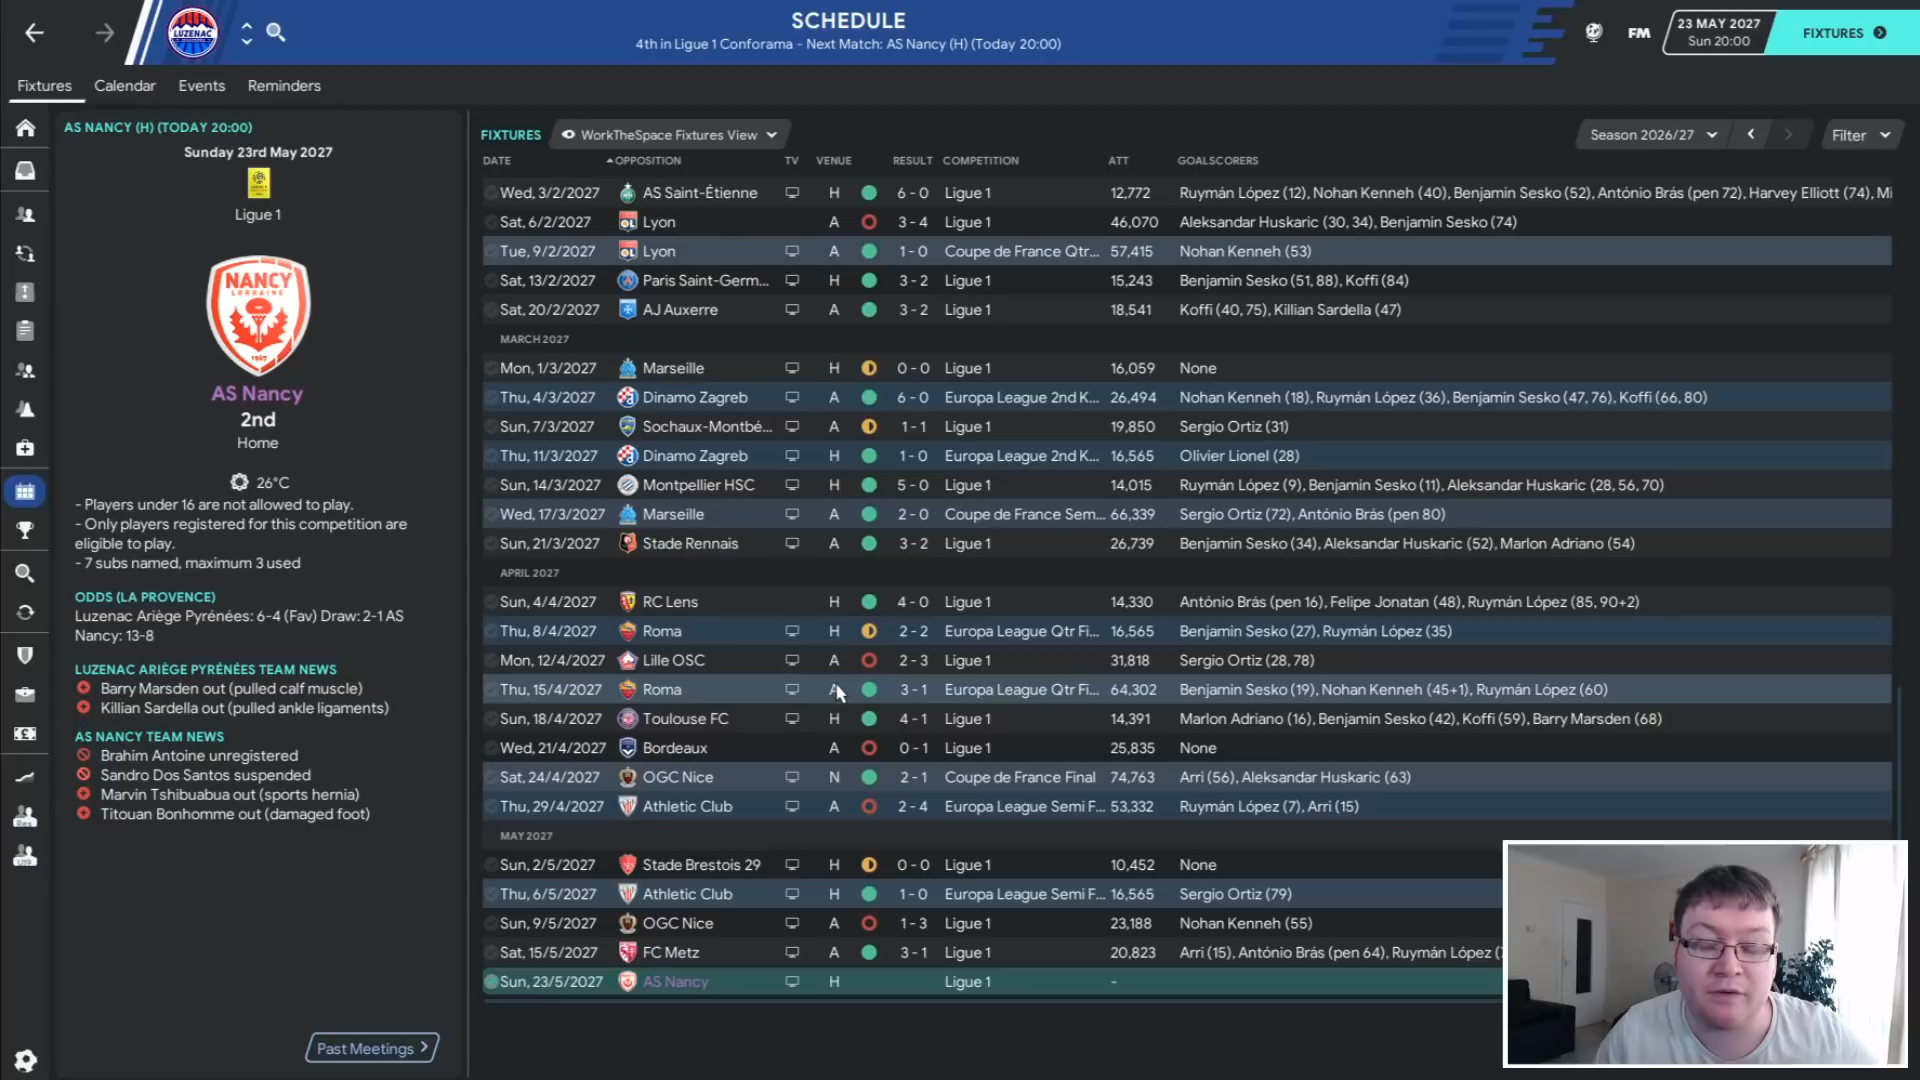 SCHEDULE
4th in Ligue 1 Conforama - Next Match: AS Nancy (H) (Today 20:00)
LUZENAC
FM
23 MAY 2027
Sun 20:00
FIXTURES
Fixtures Calendar Events Reminders
AS NANCY (H) (TODAY 20:00)
Sunday 23rd May 2027
Ligue 1
NANCY
LORRAINE
1967
AS Nancy
2nd
Home
26°C
- Players under 16 are not allowed to play.
- Only players registered for this competition are
eligible to play.
- 7 subs named, maximum 3 used
ODDS (LA PROVENCE)
Luzenac Ariège Pyrénées: 6-4 (Fav) Draw: 2-1 AS
Nancy: 13-8
LUZENAC ARIÈGE PYRÉNÉES TEAM NEWS
Barry Marsden out (pulled calf muscle)
Killian Sardella out (pulled ankle ligaments)
AS NANCY TEAM NEWS
Brahim Antoine unregistered
Sandro Dos Santos suspended
Marvin Tshibuabua out (sports hernia)
Titouan Bonhomme out (damaged foot)
Past Meetings
FIXTURES WorkTheSpace Fixtures View Season 2026/27 Filter
DATE OPPOSITION TV VENUE RESULT COMPETITION ATT GOALSCORERS
Wed, 3/2/2027 AS Saint-Étienne H 6 - 0 Ligue 1 12,772 Ruymán López (12), Nohan Kenneh (40), Benjamin Sesko (52), António Brás (pen 72), Harvey Elliott (74), Mi
Sat, 6/2/2027 Lyon A 3 - 4 Ligue 1 46,070 Aleksandar Huskaric (30, 34), Benjamin Sesko (74)
Tue, 9/2/2027 Lyon A 1 - 0 Coupe de France Qtr... 57,415 Nohan Kenneh (53)
Sat, 13/2/2027 Paris Saint-Germ... H 3 - 2 Ligue 1 15,243 Benjamin Sesko (51, 88), Koffi (84)
Sat, 20/2/2027 AJ Auxerre A 3 - 2 Ligue 1 18,541 Koffi (40, 75), Killian Sardella (47)
MARCH 2027
Mon, 1/3/2027 Marseille H 0 - 0 Ligue 1 16,059 None
Thu, 4/3/2027 Dinamo Zagreb A 6 - 0 Europa League 2nd K... 26,494 Nohan Kenneh (18), Ruymán López (36), Benjamin Sesko (47, 76), Koffi (66, 80)
Sun, 7/3/2027 Sochaux-Montbé... A 1 - 1 Ligue 1 19,850 Sergio Ortiz (31)
Thu, 11/3/2027 Dinamo Zagreb H 1 - 0 Europa League 2nd K... 16,565 Olivier Lionel (28)
Sun, 14/3/2027 Montpellier HSC H 5 - 0 Ligue 1 14,015 Ruymán López (9), Benjamin Sesko (11), Aleksandar Huskaric (28, 56, 70)
Wed, 17/3/2027 Marseille A 2 - 0 Coupe de France Sem... 66,339 Sergio Ortiz (72), António Brás (pen 80)
Sun, 21/3/2027 Stade Rennais A 3 - 2 Ligue 1 26,739 Benjamin Sesko (34), Aleksandar Huskaric (52), Marlon Adriano (54)
APRIL 2027
Sun, 4/4/2027 RC Lens H 4 - 0 Ligue 1 14,330 António Brás (pen 16), Felipe Jonatan (48), Ruymán López (85, 90+2)
Thu, 8/4/2027 Roma H 2 - 2 Europa League Qtr Fi... 16,565 Benjamin Sesko (27), Ruymán López (35)
Mon, 12/4/2027 Lille OSC A 2 - 3 Ligue 1 31,818 Sergio Ortiz (28, 78)
Thu, 15/4/2027 Roma A 3 - 1 Europa League Qtr Fi... 64,302 Benjamin Sesko (19), Nohan Kenneh (45+1), Ruymán López (60)
Sun, 18/4/2027 Toulouse FC H 4 - 1 Ligue 1 14,391 Marlon Adriano (16), Benjamin Sesko (42), Koffi (59), Barry Marsden (68)
Wed, 21/4/2027 Bordeaux A 0 - 1 Ligue 1 25,835 None
Sat, 24/4/2027 OGC Nice N 2 - 1 Coupe de France Final 74,763 Arri (56), Aleksandar Huskaric (63)
Thu, 29/4/2027 Athletic Club A 2 - 4 Europa League Semi F... 53,332 Ruymán López (7), Arri (15)
MAY 2027
Sun, 2/5/2027 Stade Brestois 29 H 0 - 0 Ligue 1 10,452 None
Thu, 6/5/2027 Athletic Club H 1 - 0 Europa League Semi F... 16,565 Sergio Ortiz (79)
Sun, 9/5/2027 OGC Nice A 1 - 3 Ligue 1 23,188 Nohan Kenneh (55)
Sat, 15/5/2027 FC Metz A 3 - 1 Ligue 1 20,823 Arri (15), António Brás (pen 64), Ruymán López (
Sun, 23/5/2027 AS Nancy H Ligue 1 -